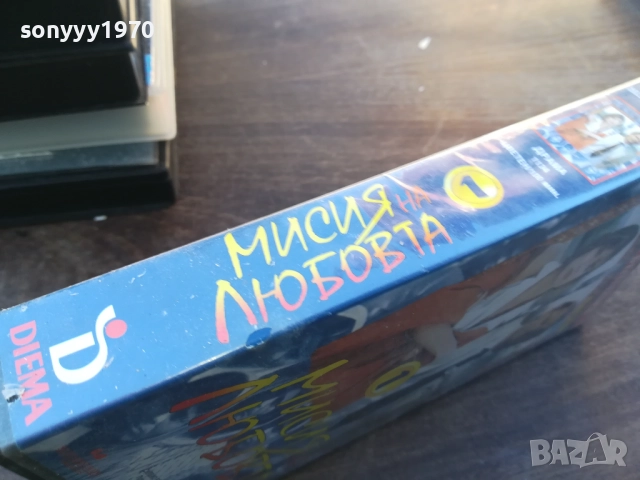 sonyyy1970
МИСИЯ НА
ЛЮБОВТА
1
DIEMA
BAZAR